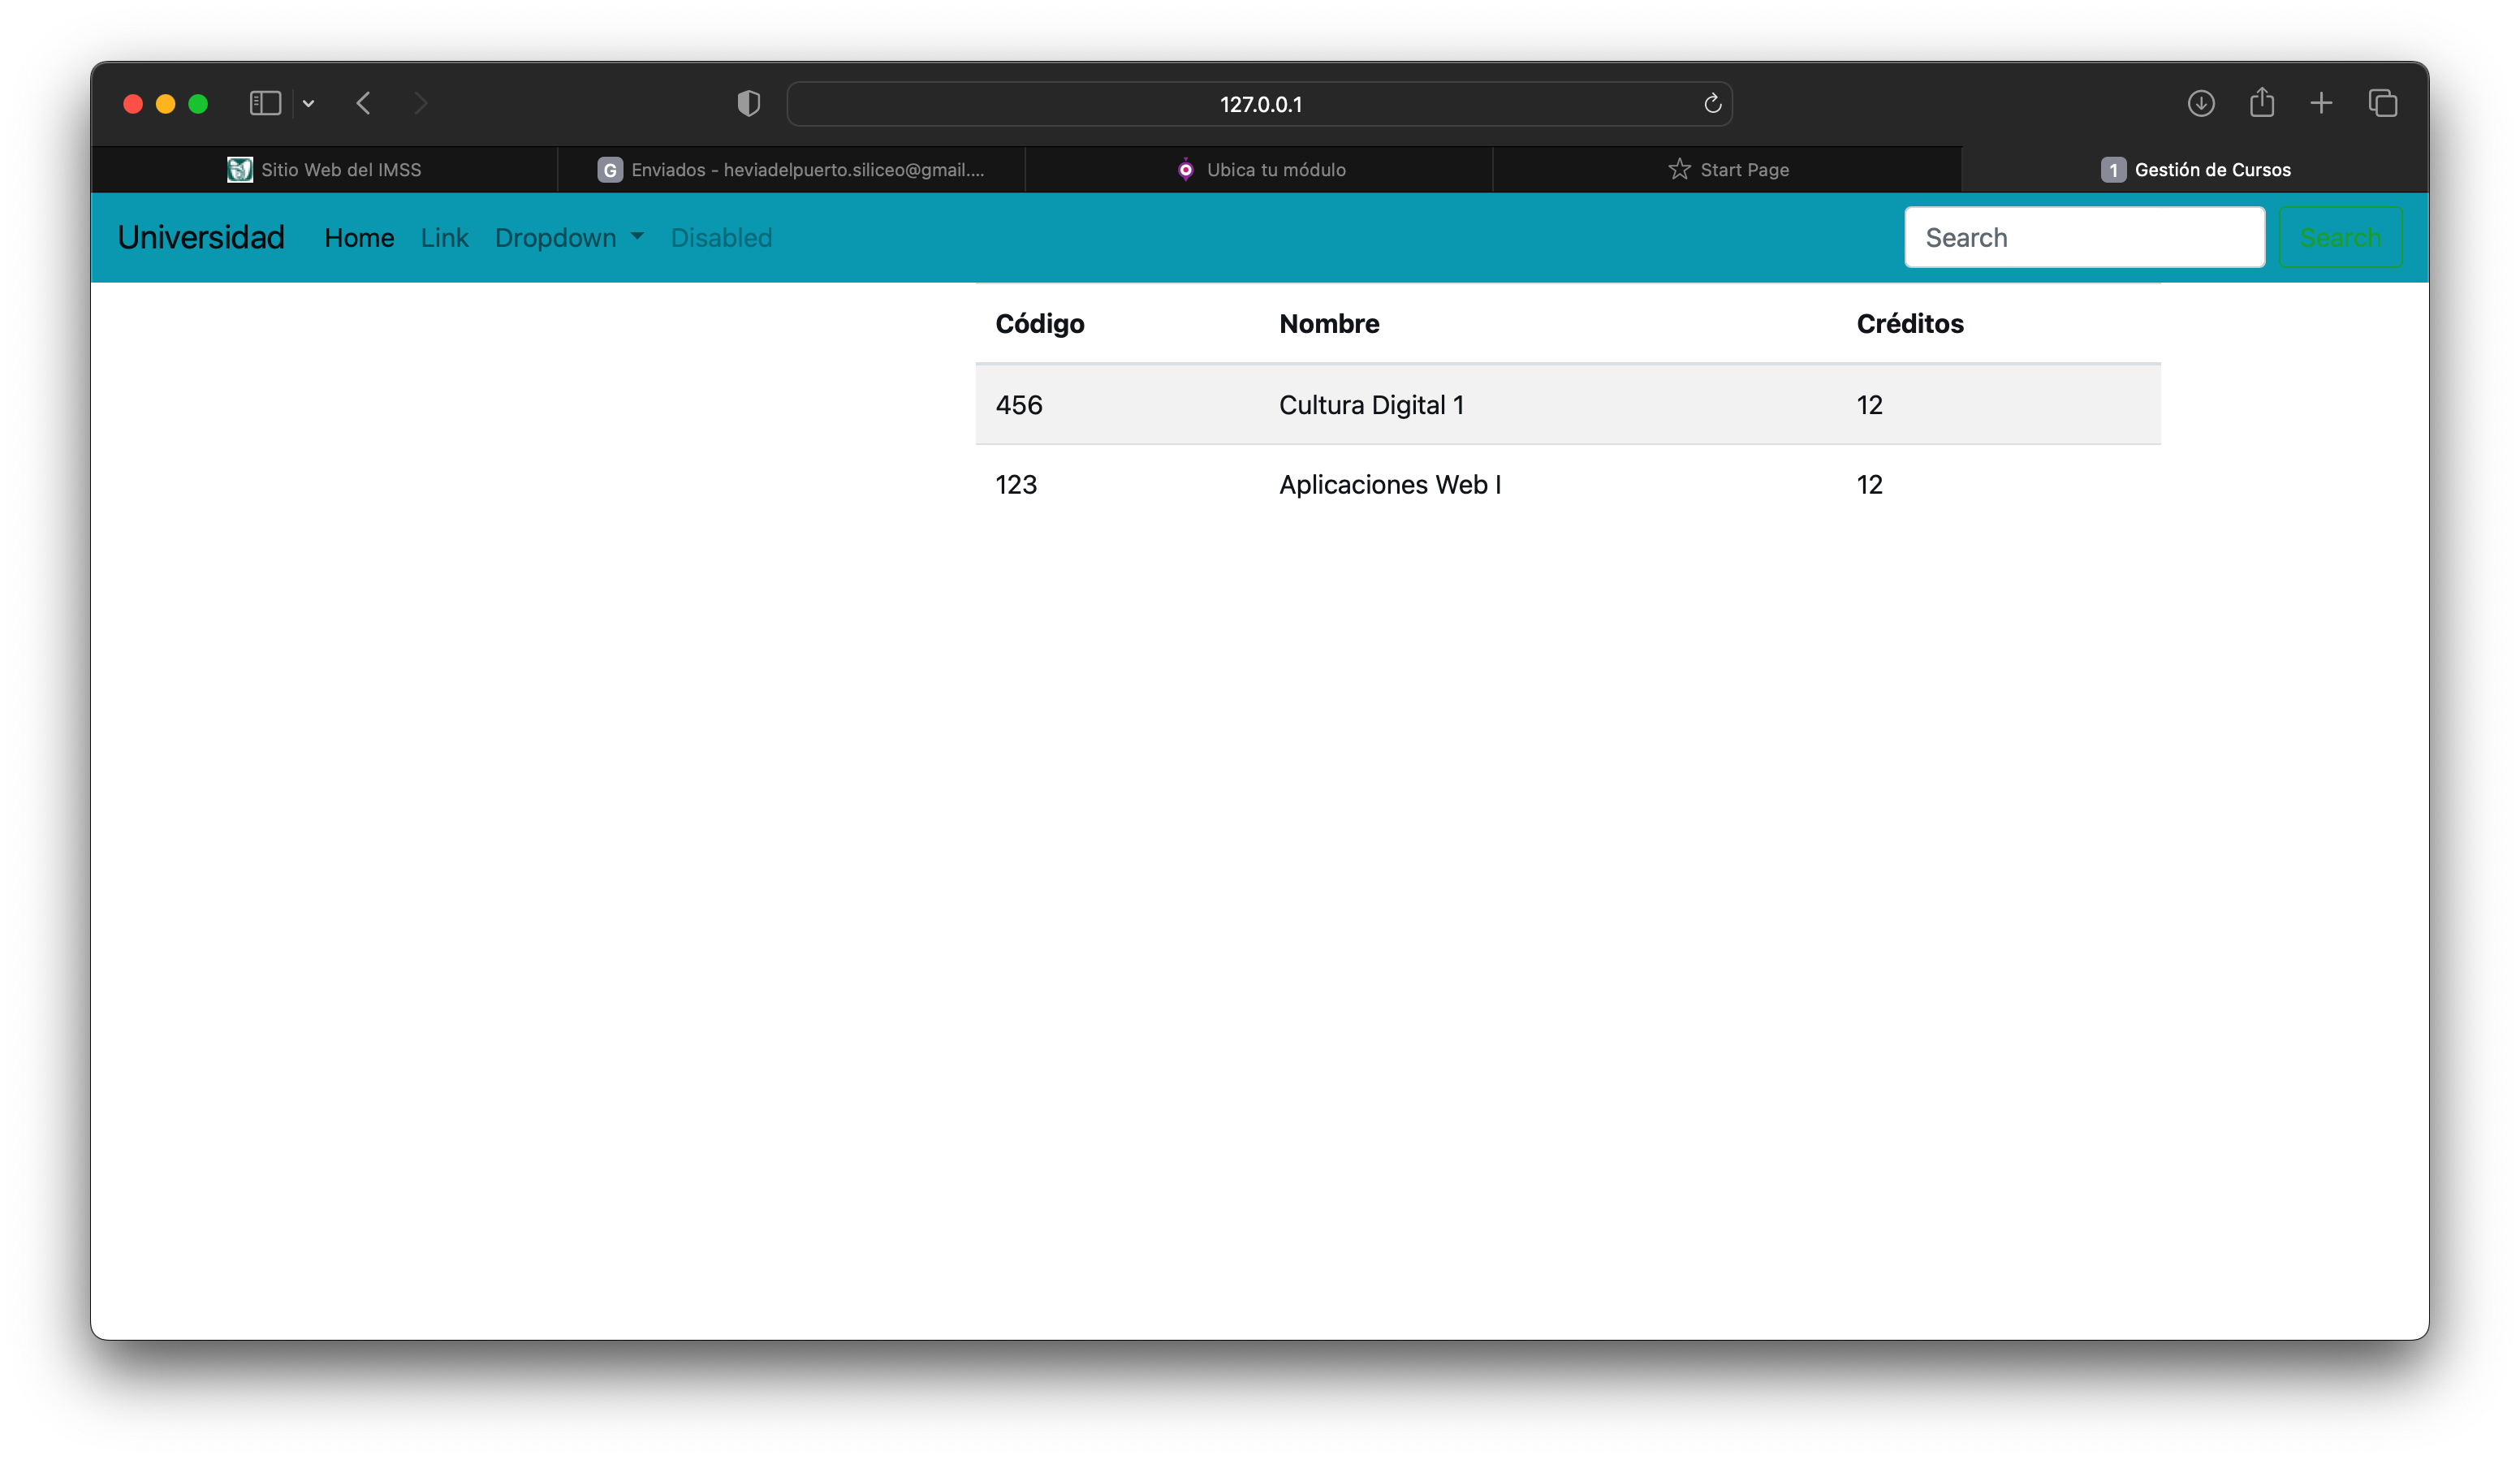 127.0.0.1
Sitio Web del IMSS
G Enviados - heviadelpuerto.siliceo@gmail....
Ubica tu módulo
Start Page
1 Gestión de Cursos
Universidad Home Link Dropdown Disabled Search Search
Código Nombre Créditos
456 Cultura Digital 1 12
123 Aplicaciones Web I 12